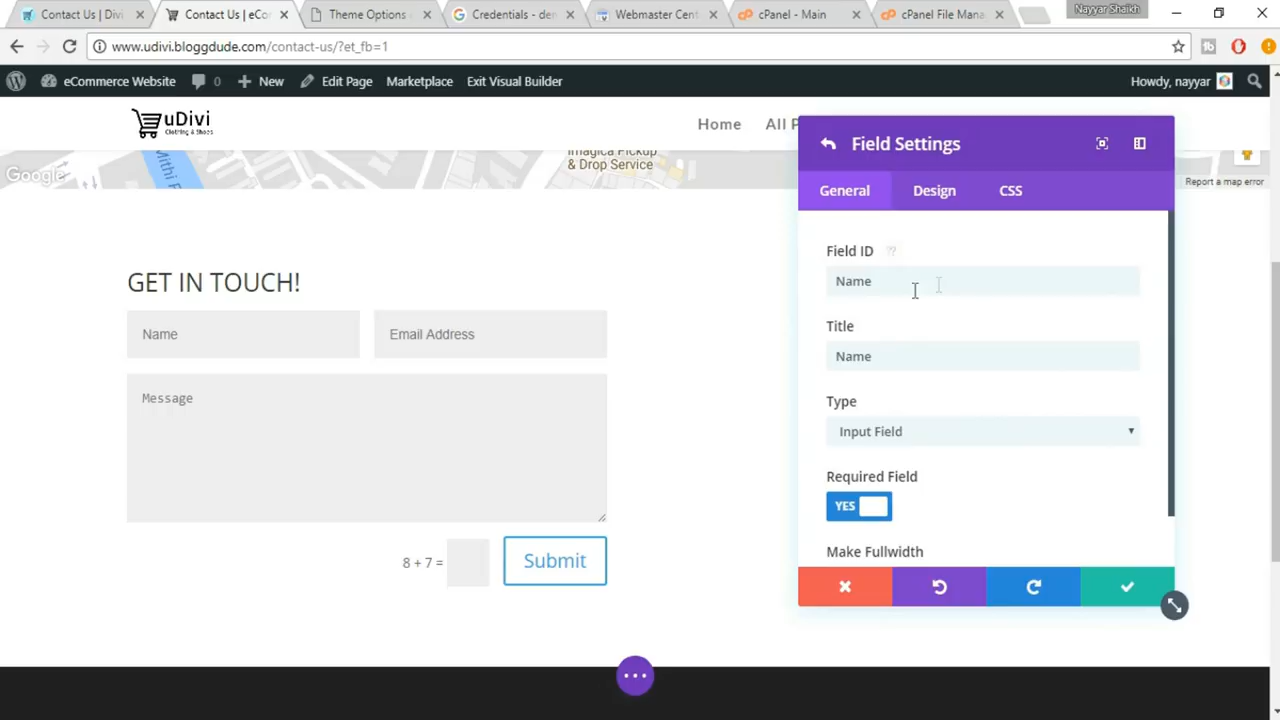 Contact Us | Divi
Contact Us | eCo
Theme Options
Credentials - de
Webmaster Cent
cPanel - Main
cPanel File Mana
Nayyar Shaikh
www.udivi.bloggdude.com/contact-us/?et_fb=1
eCommerce Website
0
New
Edit Page
Marketplace
Exit Visual Builder
Howdy, nayyar
uDivi
Clothing & Shoes
Home
All P
Imagica Pickup
& Drop Service
Mithi
Google
Report a map error
GET IN TOUCH!
Name
Email Address
Message
8 + 7 =
Submit
Field Settings
General
Design
CSS
Field ID
Name
Title
Name
Type
Input Field
Required Field
YES
Make Fullwidth